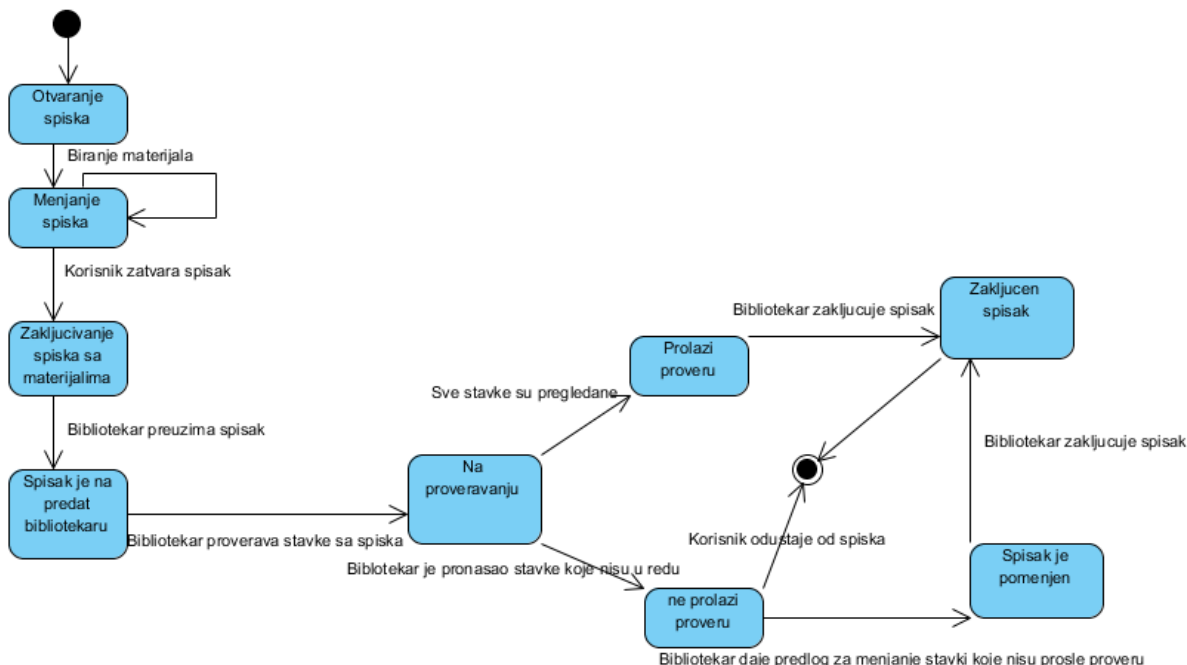 Otvaranje
spiska
Biranje materijala
Menjanje
spiska
Korisnik zatvara spisak
Zakljucivanje
spiska sa
materijalima
Bibliotekar preuzima spisak
Spisak je na
predat
bibliotekaru
Bibliotekar proverava stavke sa spiska
Na
proveravanju
Sve stavke su pregledane
Prolazi
proveru
Bibliotekar zakljucuje spisak
Zakljucen
spisak
Biblotekar je pronasao stavke koje nisu u redu
ne prolazi
proveru
Korisnik odustaje od spiska
Bibliotekar daje predlog za menjanje stavki koje nisu prosle proveru
Spisak je
pomenjen
Bibliotekar zakljucuje spisak